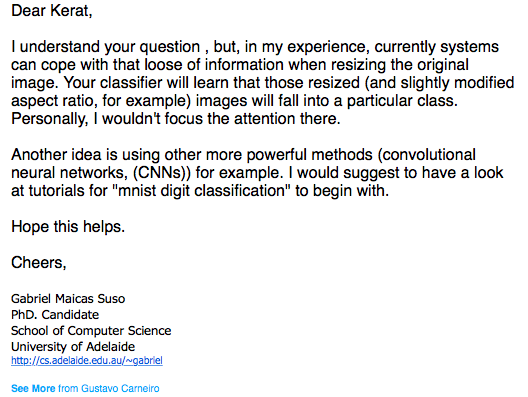 Dear Kerat,
I understand your question , but, in my experience, currently systems
can cope with that loose of information when resizing the original
image. Your classifier will learn that those resized (and slightly modified
aspect ratio, for example) images will fall into a particular class.
Personally, I wouldn't focus the attention there.
Another idea is using other more powerful methods (convolutional
neural networks, (CNNs)) for example. I would suggest to have a look
at tutorials for "mnist digit classification" to begin with.
Hope this helps.
Cheers,
Gabriel Maicas Suso
PhD. Candidate
School of Computer Science
University of Adelaide
http://cs.adelaide.edu.au/~gabriel
See More from Gustavo Carneiro